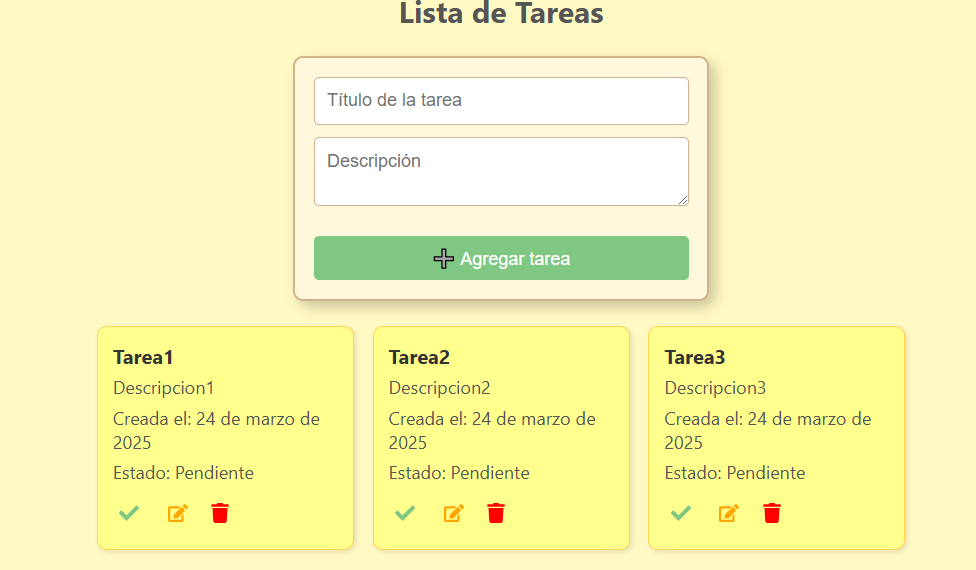 Lista de Tareas
Título de la tarea
Descripción
Agregar tarea
Tarea1
Descripcion1
Creada el: 24 de marzo de
2025
Estado: Pendiente
Tarea2
Descripcion2
Creada el: 24 de marzo de
2025
Estado: Pendiente
Tarea3
Descripcion3
Creada el: 24 de marzo de
2025
Estado: Pendiente